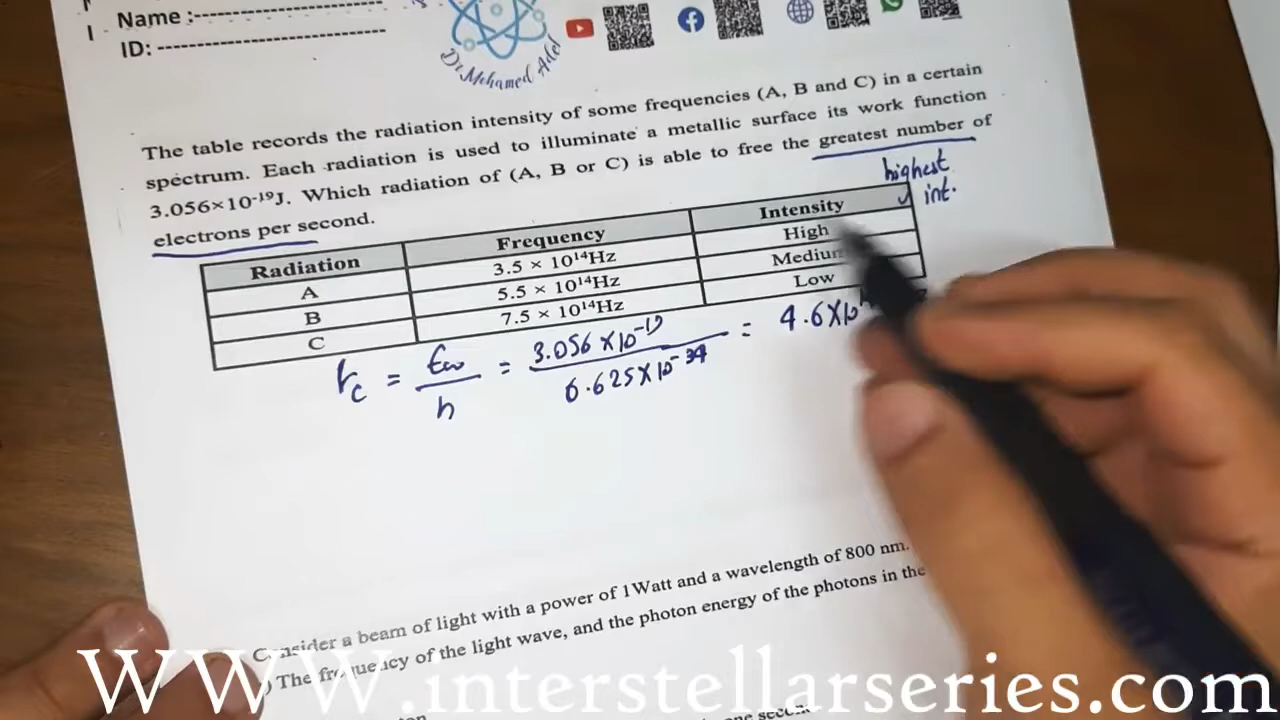 Name :
ID:
Dr.Mohamed Adel
The table records the radiation intensity of some frequencies (A, B and C) in a certain
spectrum. Each radiation is used to illuminate a metallic surface its work function
3.056×10⁻¹⁹J. Which radiation of (A, B or C) is able to free the greatest number of
electrons per second.
highest
int.
Radiation Frequency Intensity
A 3.5 × 10¹⁴Hz High
B 5.5 × 10¹⁴Hz Medium
C 7.5 × 10¹⁴Hz Low
= Ew / h = 3.056 × 10⁻¹⁹ / 6.625 × 10⁻³⁴ = 4.6 × 10
Consider a beam of light with a power of 1Watt and a wavelength of 800 nm.
) The frequency of the light wave, and the photon energy of the photons in the
WWW.interstellarseries.com